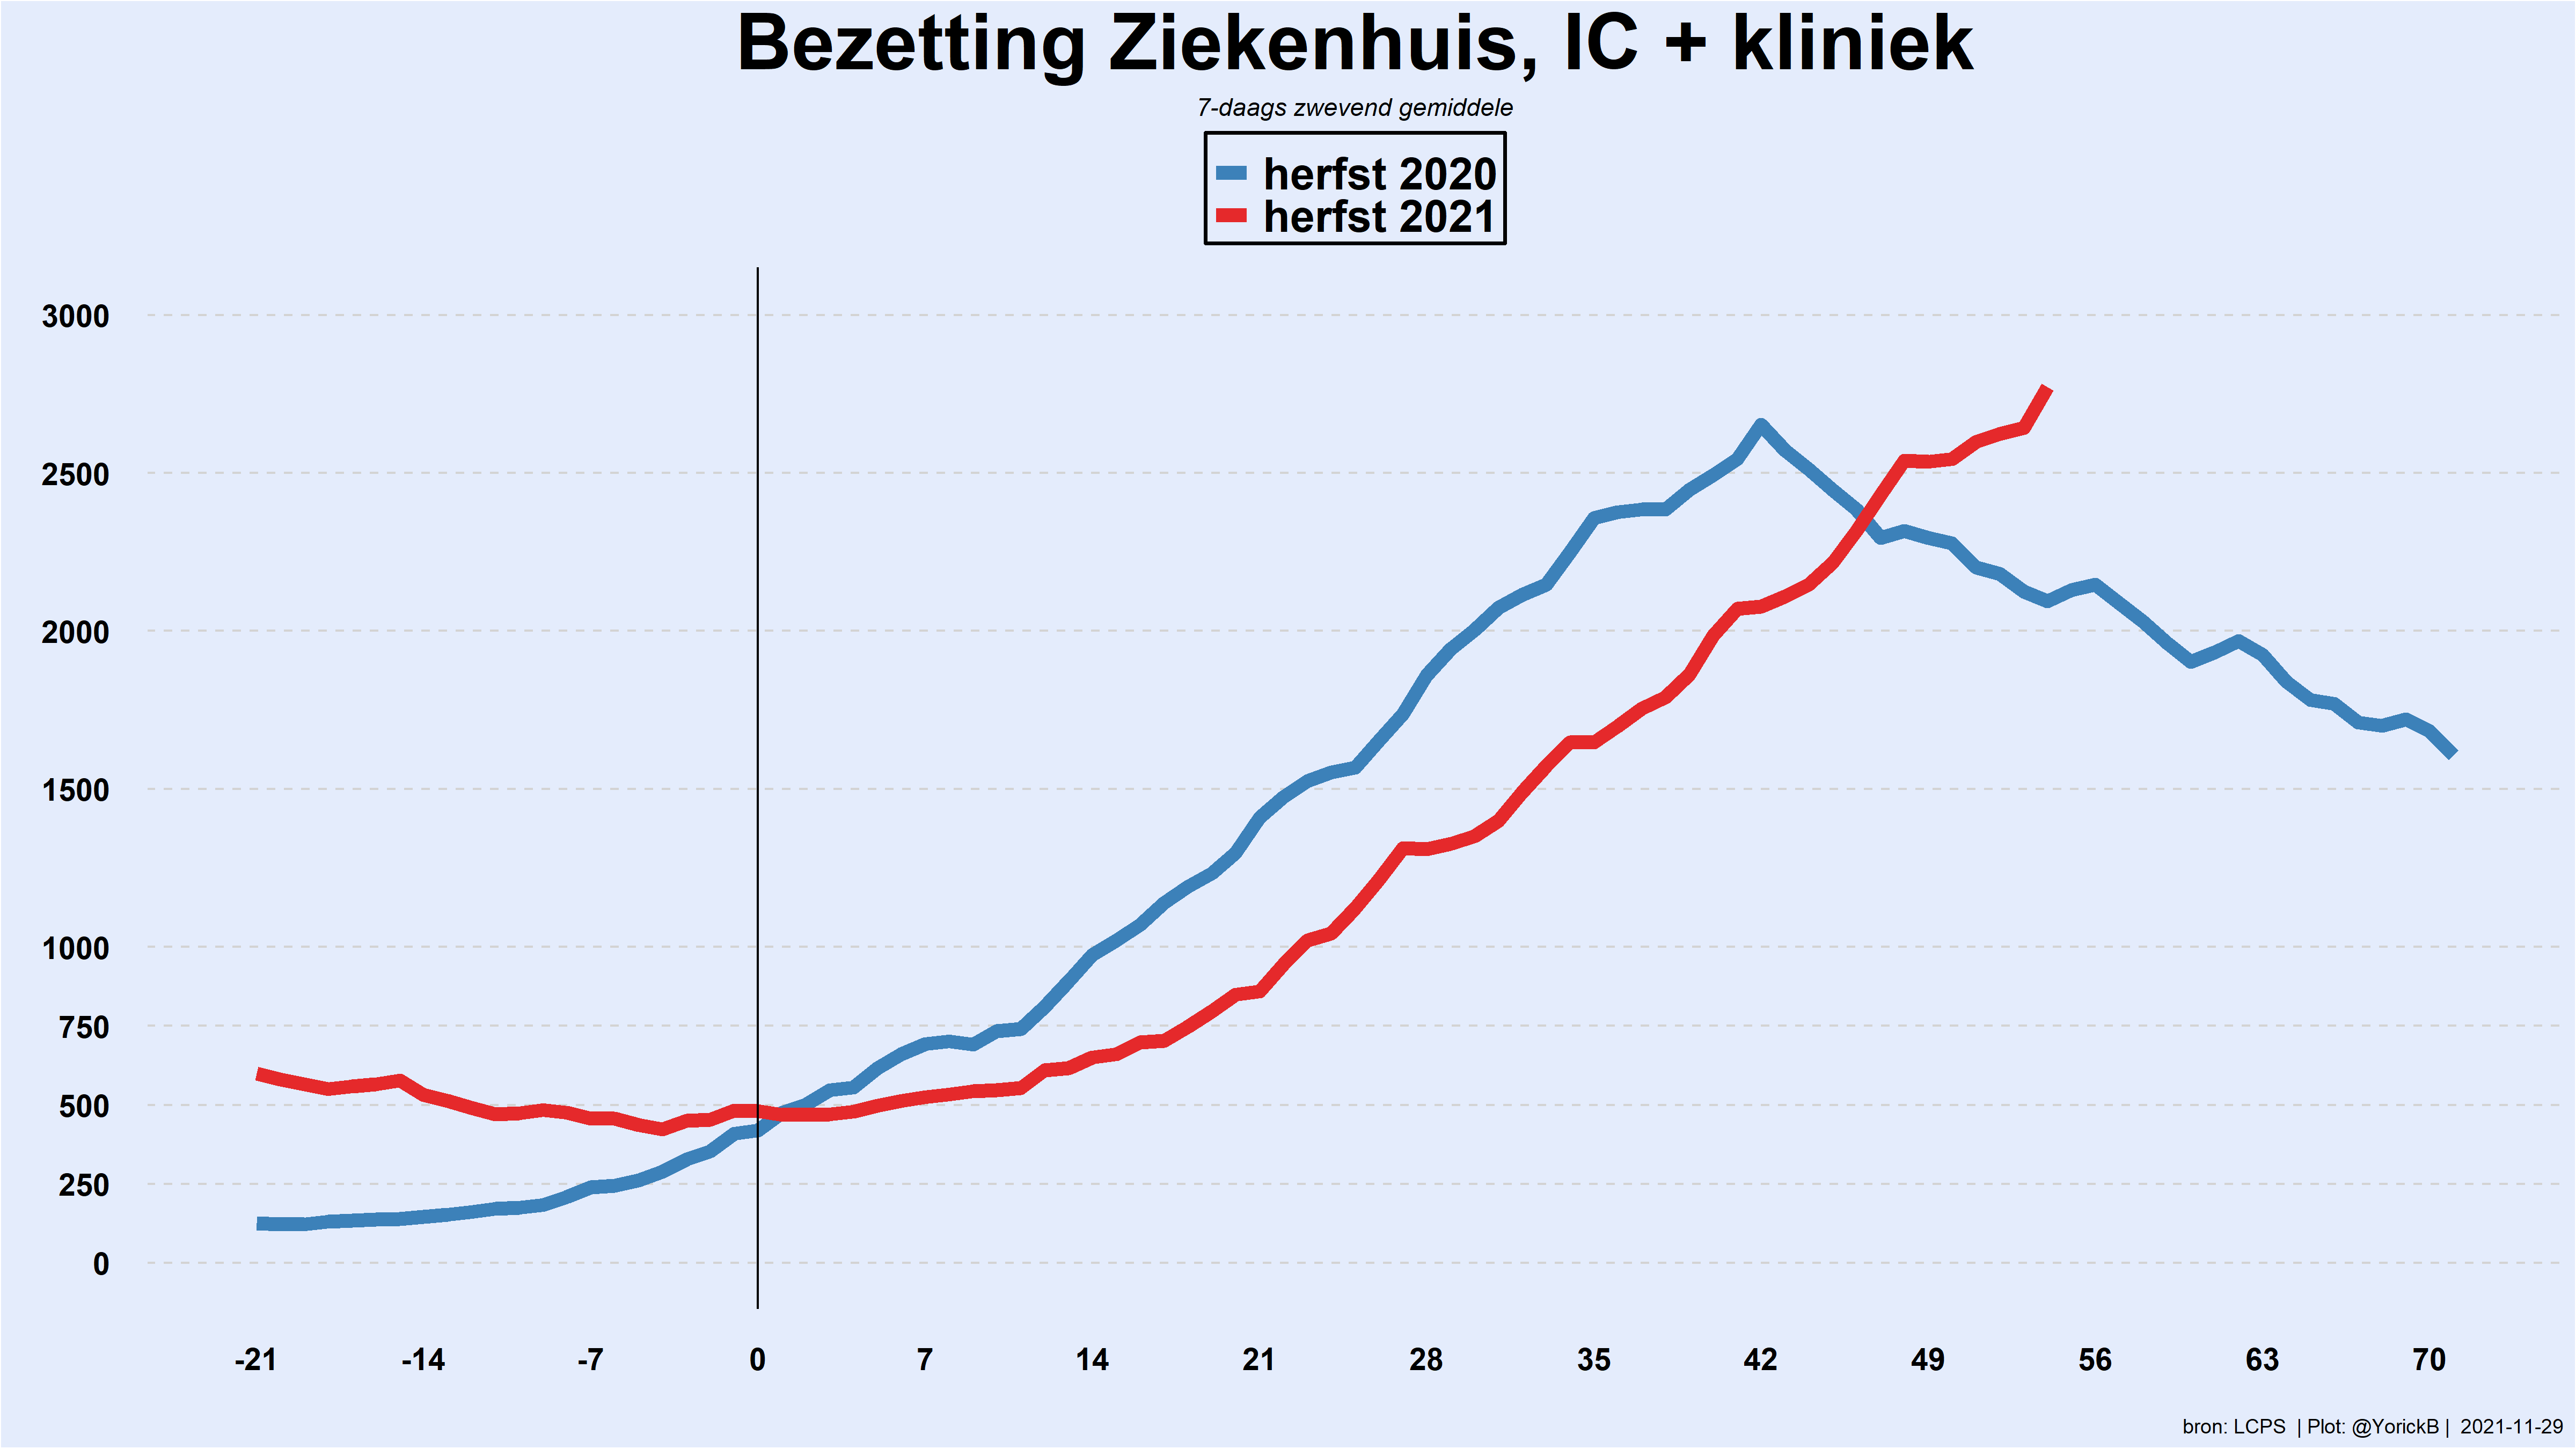 Bezetting Ziekenhuis, IC + kliniek
7-daags zwevend gemiddele
herfst 2020
herfst 2021
3000
2500
2000
1500
1000
750
500
250
0
-21 -14 -7 0 7 14 21 28 35 42 49 56 63 70
bron: LCPS | Plot: @YorickB | 2021-11-29